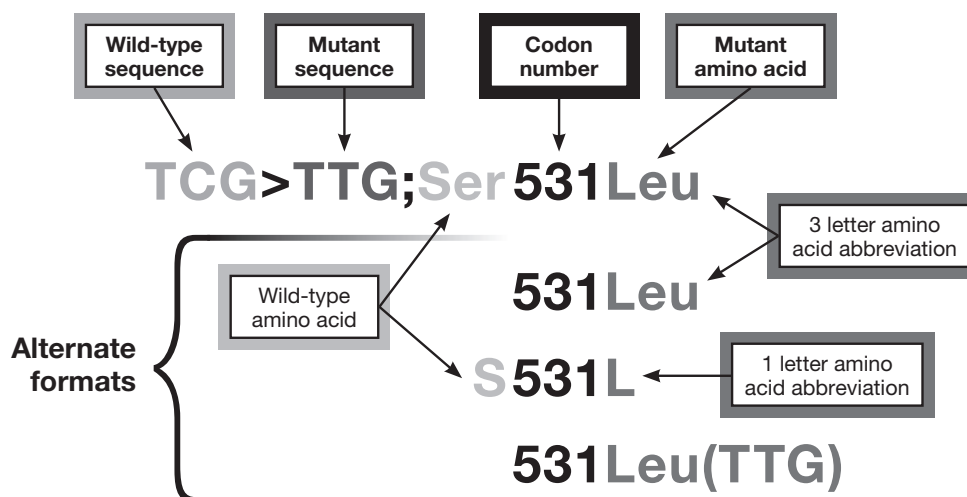 Wild-type
sequence
Mutant
sequence
Codon
number
Mutant
amino acid
TCG>TTG;Ser531Leu
3 letter amino
acid abbreviation
Wild-type
amino acid
531Leu
Alternate
formats
S531L
1 letter amino
acid abbreviation
531Leu(TTG)